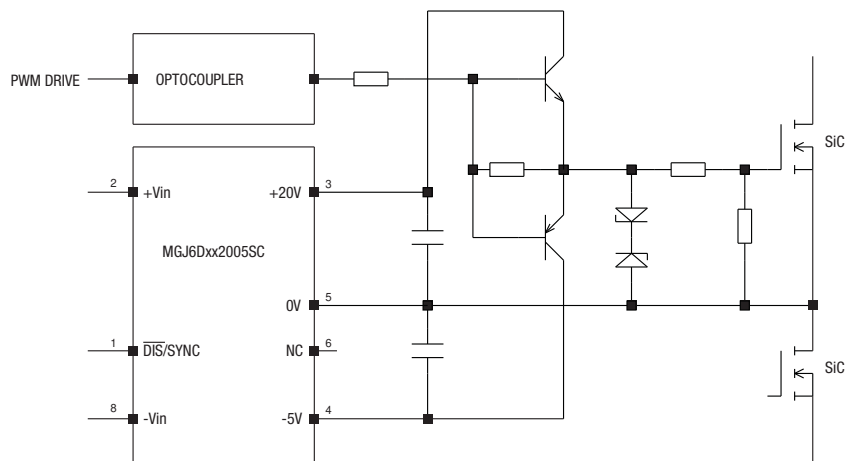 PWM DRIVE
OPTOCOUPLER
SiC
2
+Vin
+20V
3
MGJ6Dxx2005SC
0V
5
1
DIS/SYNC
NC
6
SiC
8
-Vin
-5V
4